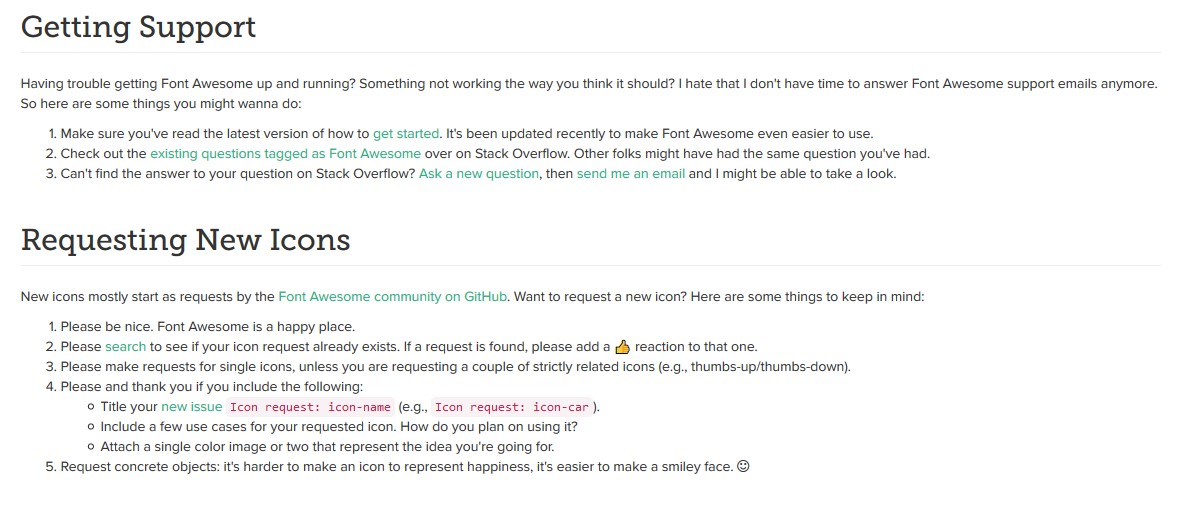 Getting Support
Having trouble getting Font Awesome up and running? Something not working the way you think it should? I hate that I don't have time to answer Font Awesome support emails anymore.
So here are some things you might wanna do:
1. Make sure you've read the latest version of how to get started. It's been updated recently to make Font Awesome even easier to use.
2. Check out the existing questions tagged as Font Awesome over on Stack Overflow. Other folks might have had the same question you've had.
3. Can't find the answer to your question on Stack Overflow? Ask a new question, then send me an email and I might be able to take a look.
Requesting New Icons
New icons mostly start as requests by the Font Awesome community on GitHub. Want to request a new icon? Here are some things to keep in mind:
1. Please be nice. Font Awesome is a happy place.
2. Please search to see if your icon request already exists. If a request is found, please add a 👍 reaction to that one.
3. Please make requests for single icons, unless you are requesting a couple of strictly related icons (e.g., thumbs-up/thumbs-down).
4. Please and thank you if you include the following:
Title your new issue Icon request: icon-name (e.g., Icon request: icon-car ).
Include a few use cases for your requested icon. How do you plan on using it?
Attach a single color image or two that represent the idea you're going for.
5. Request concrete objects: it's harder to make an icon to represent happiness, it's easier to make a smiley face. ☺